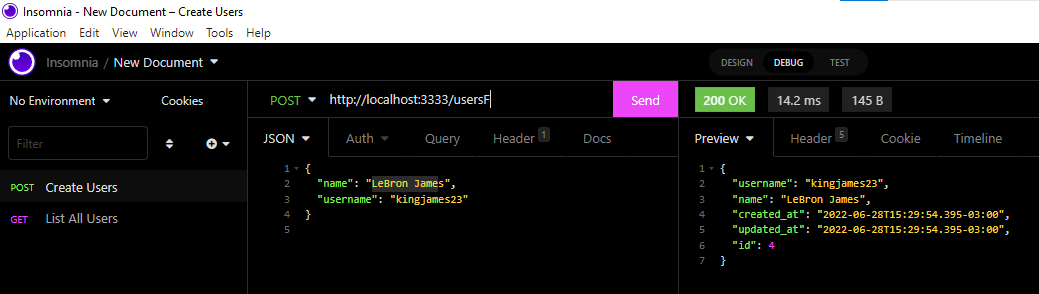 Insomnia - New Document – Create Users
Application Edit View Window Tools Help
Insomnia / New Document
DESIGN DEBUG TEST
No Environment Cookies
POST http://localhost:3333/usersF Send
200 OK 14.2 ms 145 B
Filter
JSON Auth Query Header 1 Docs
Preview Header 5 Cookie Timeline
POST Create Users
GET List All Users
1 {
2 "name": "LeBron James",
3 "username": "kingjames23"
4 }
5
1 {
2 "username": "kingjames23",
3 "name": "LeBron James",
4 "created_at": "2022-06-28T15:29:54.395-03:00",
5 "updated_at": "2022-06-28T15:29:54.395-03:00",
6 "id": 4
7 }